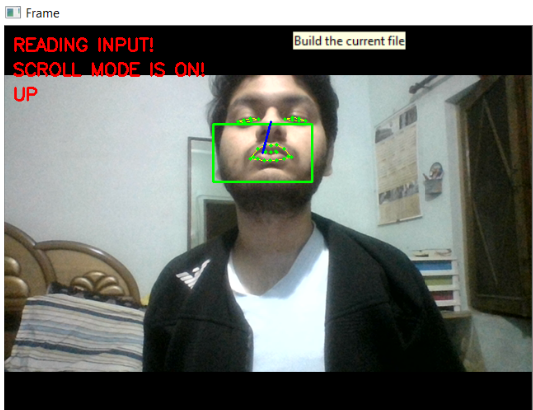 Frame
Build the current file
READING INPUT!
SCROLL MODE IS ON!
UP